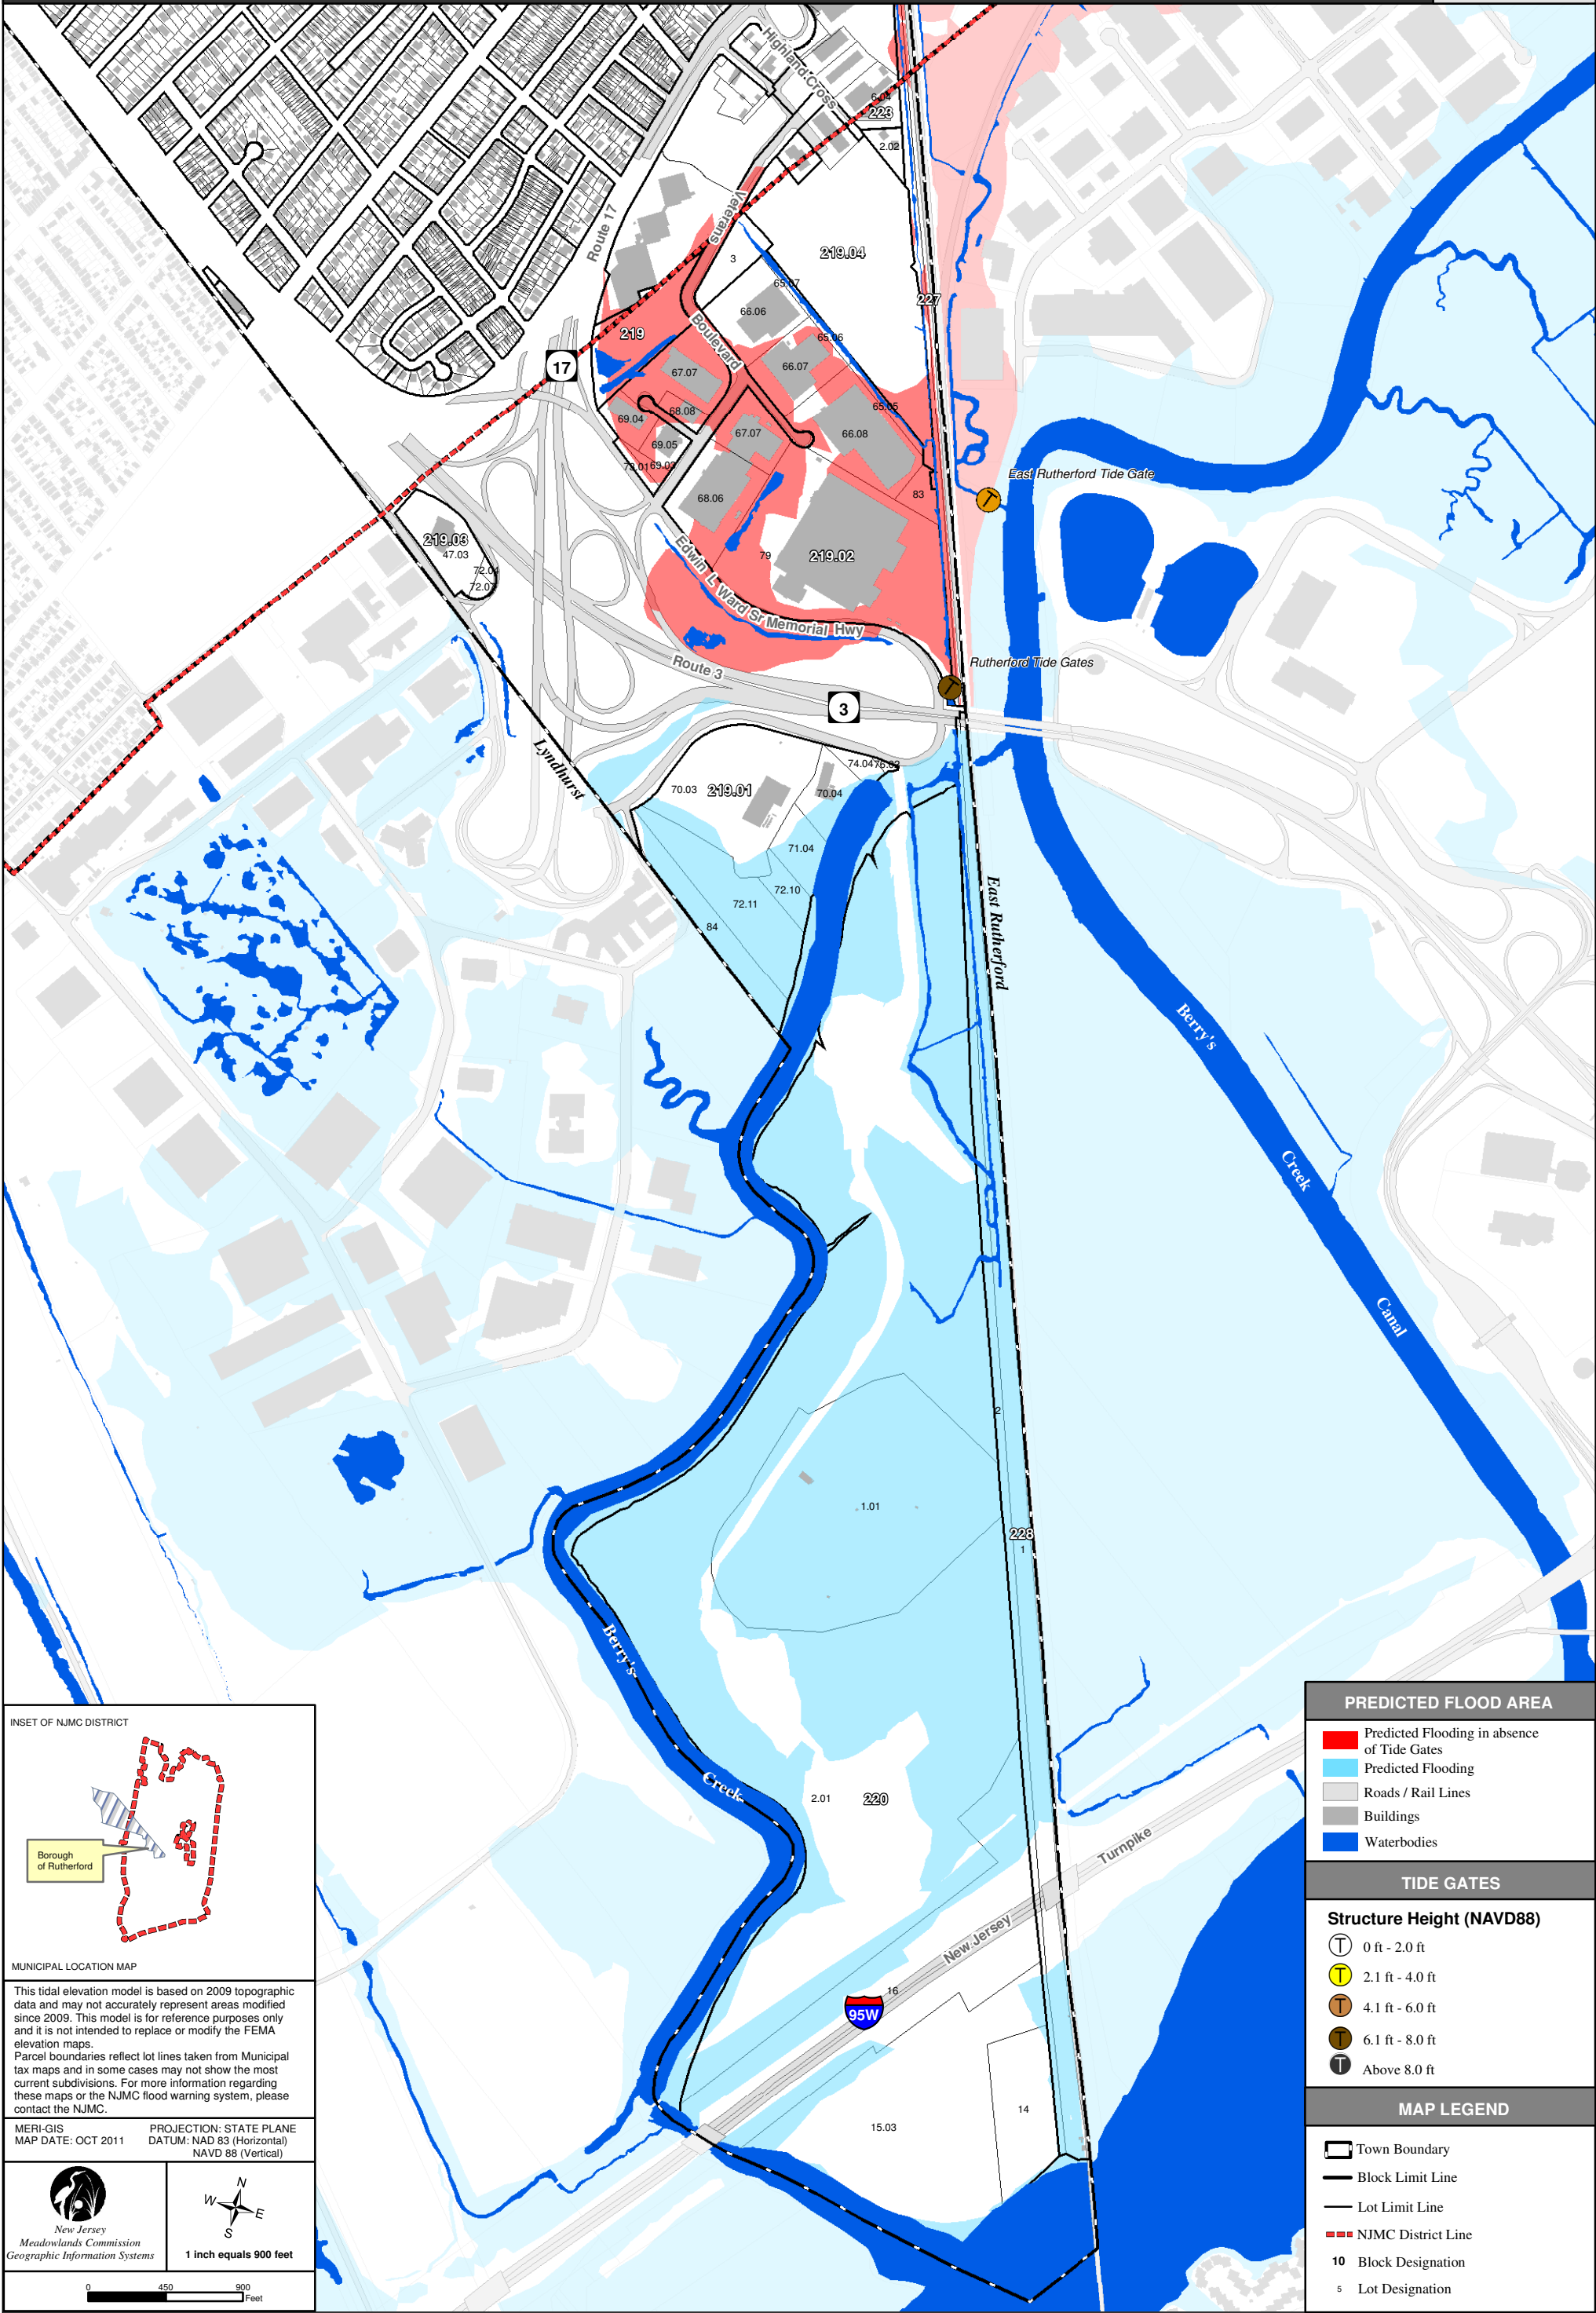 Highland Cross
6.04
223
2.02
Veterans
Route 17
3
219.04
65.07
227
66.06
219
Boulevard
65.06
17
67.07
66.07
68.08
65.05
69.04
67.07
66.08
69.05
73.01
69.03
East Rutherford Tide Gate
68.06
83
219.03
47.03
79
219.02
72.04
72.07
Edwin L Ward Sr Memorial Hwy
Route 3
Rutherford Tide Gates
3
Lyndhurst
74.04
70.03
219.01
70.04
71.04
72.10
72.11
84
East Rutherford
Berry's
Creek
Canal
2
1.01
228
1
Berry's
Creek
2.01
220
Turnpike
New Jersey
16
95W
14
15.03
INSET OF NJMC DISTRICT
Borough
of Rutherford
MUNICIPAL LOCATION MAP
This tidal elevation model is based on 2009 topographic
data and may not accurately represent areas modified
since 2009. This model is for reference purposes only
and it is not intended to replace or modify the FEMA
elevation maps.
Parcel boundaries reflect lot lines taken from Municipal
tax maps and in some cases may not show the most
current subdivisions. For more information regarding
these maps or the NJMC flood warning system, please
contact the NJMC.
MERI-GIS
MAP DATE: OCT 2011
PROJECTION: STATE PLANE
DATUM: NAD 83 (Horizontal)
NAVD 88 (Vertical)
New Jersey
Meadowlands Commission
Geographic Information Systems
N
W
E
S
1 inch equals 900 feet
0 450 900
Feet
PREDICTED FLOOD AREA
Predicted Flooding in absence
of Tide Gates
Predicted Flooding
Roads / Rail Lines
Buildings
Waterbodies
TIDE GATES
Structure Height (NAVD88)
T 0 ft - 2.0 ft
T 2.1 ft - 4.0 ft
T 4.1 ft - 6.0 ft
T 6.1 ft - 8.0 ft
T Above 8.0 ft
MAP LEGEND
Town Boundary
Block Limit Line
Lot Limit Line
NJMC District Line
10 Block Designation
5 Lot Designation